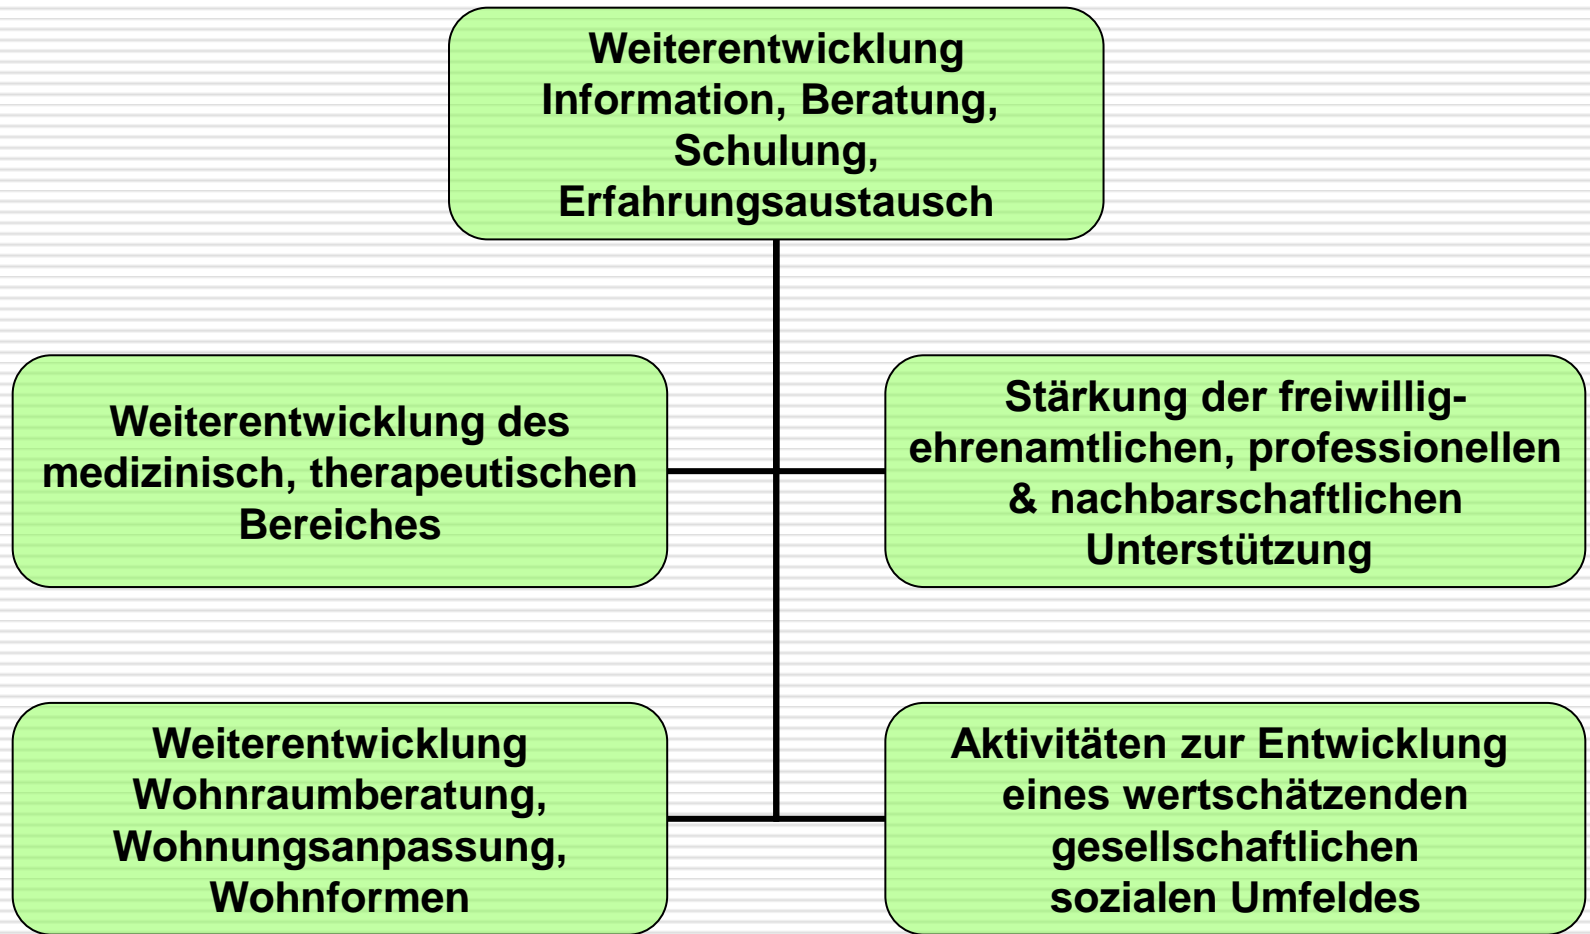 Weiterentwicklung
Information, Beratung,
Schulung,
Erfahrungsaustausch
Weiterentwicklung des
medizinisch, therapeutischen
Bereiches
Stärkung der freiwillig-
ehrenamtlichen, professionellen
& nachbarschaftlichen
Unterstützung
Weiterentwicklung
Wohnraumberatung,
Wohnungsanpassung,
Wohnformen
Aktivitäten zur Entwicklung
eines wertschätzenden
gesellschaftlichen
sozialen Umfeldes